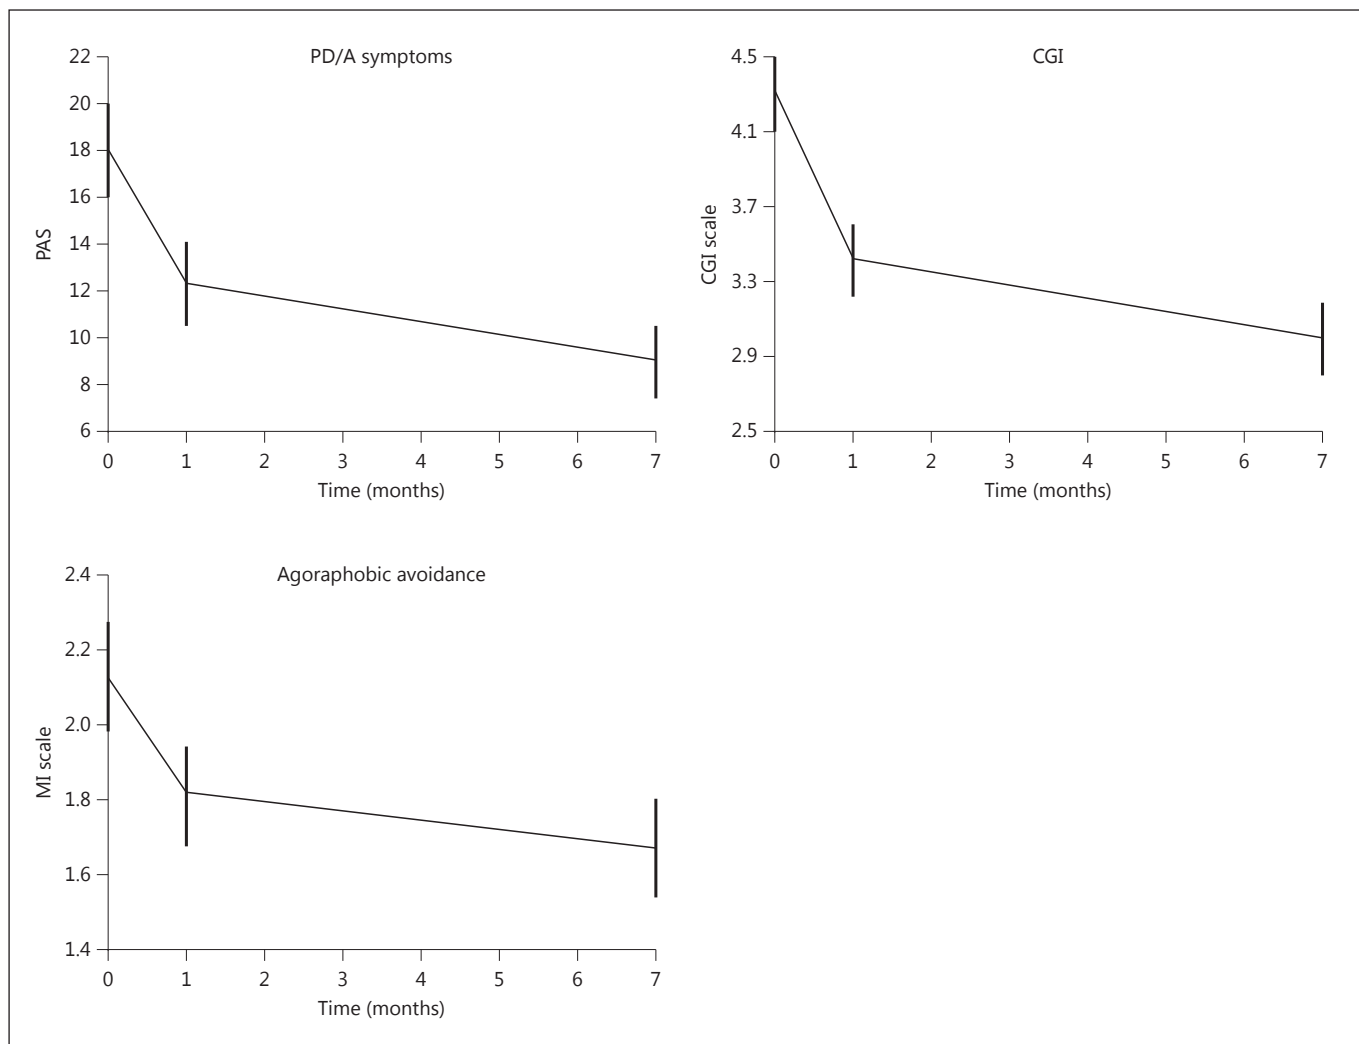 PD/A symptoms
22
20
18
16
14
12
10
8
6
PAS
0 1 2 3 4 5 6 7
Time (months)
CGI
4.5
4.1
3.7
3.3
2.9
2.5
CGI scale
0 1 2 3 4 5 6 7
Time (months)
Agoraphobic avoidance
2.4
2.2
2.0
1.8
1.6
1.4
MI scale
0 1 2 3 4 5 6 7
Time (months)